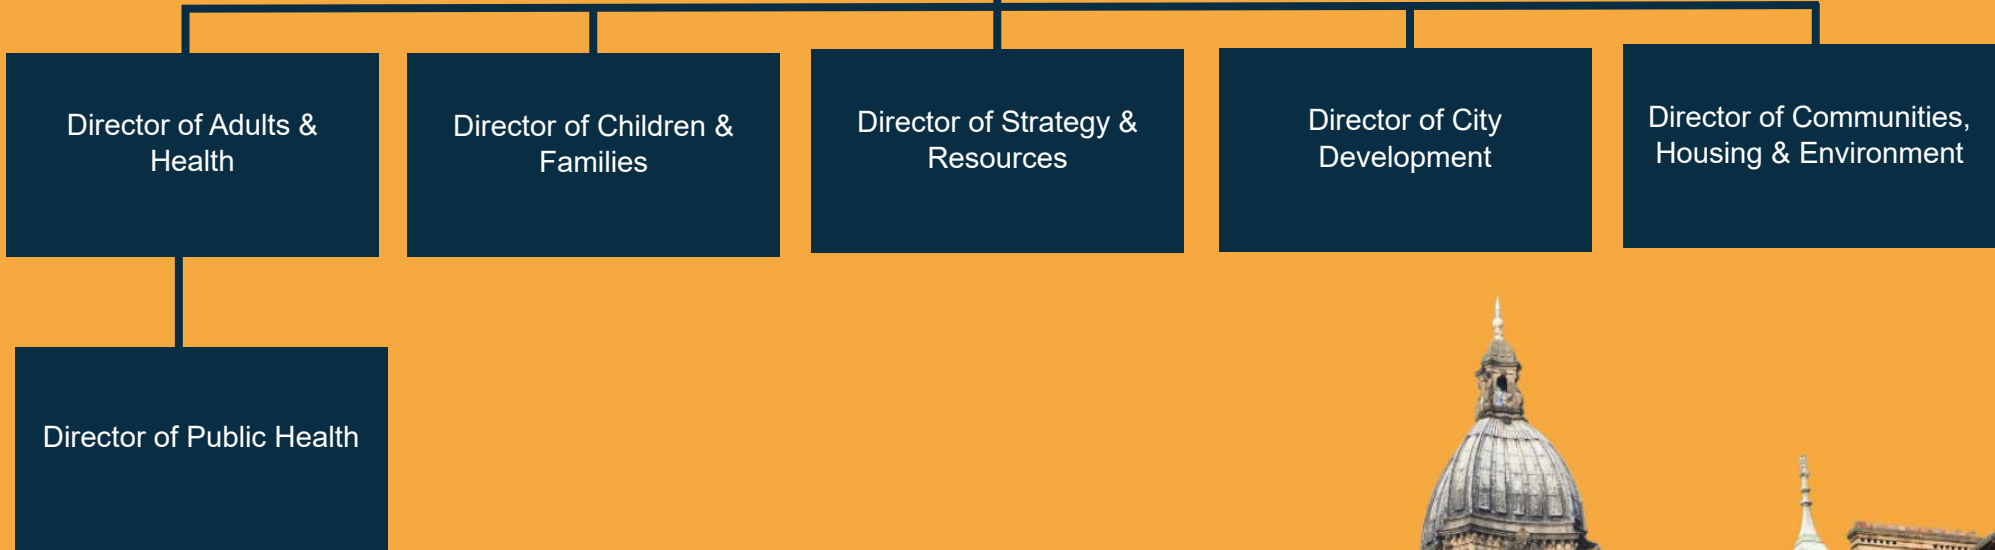 Director of Adults &
Health
Director of Children &
Families
Director of Strategy &
Resources
Director of City
Development
Director of Communities,
Housing & Environment
Director of Public Health